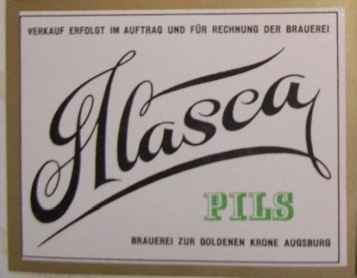 VERKAUF ERFOLGT IM AUFTRAG UND FÜR RECHNUNG DER BRAUEREI
Alasca
PILS
BRAUEREI ZUR GOLDENEN KRONE AUGSBURG